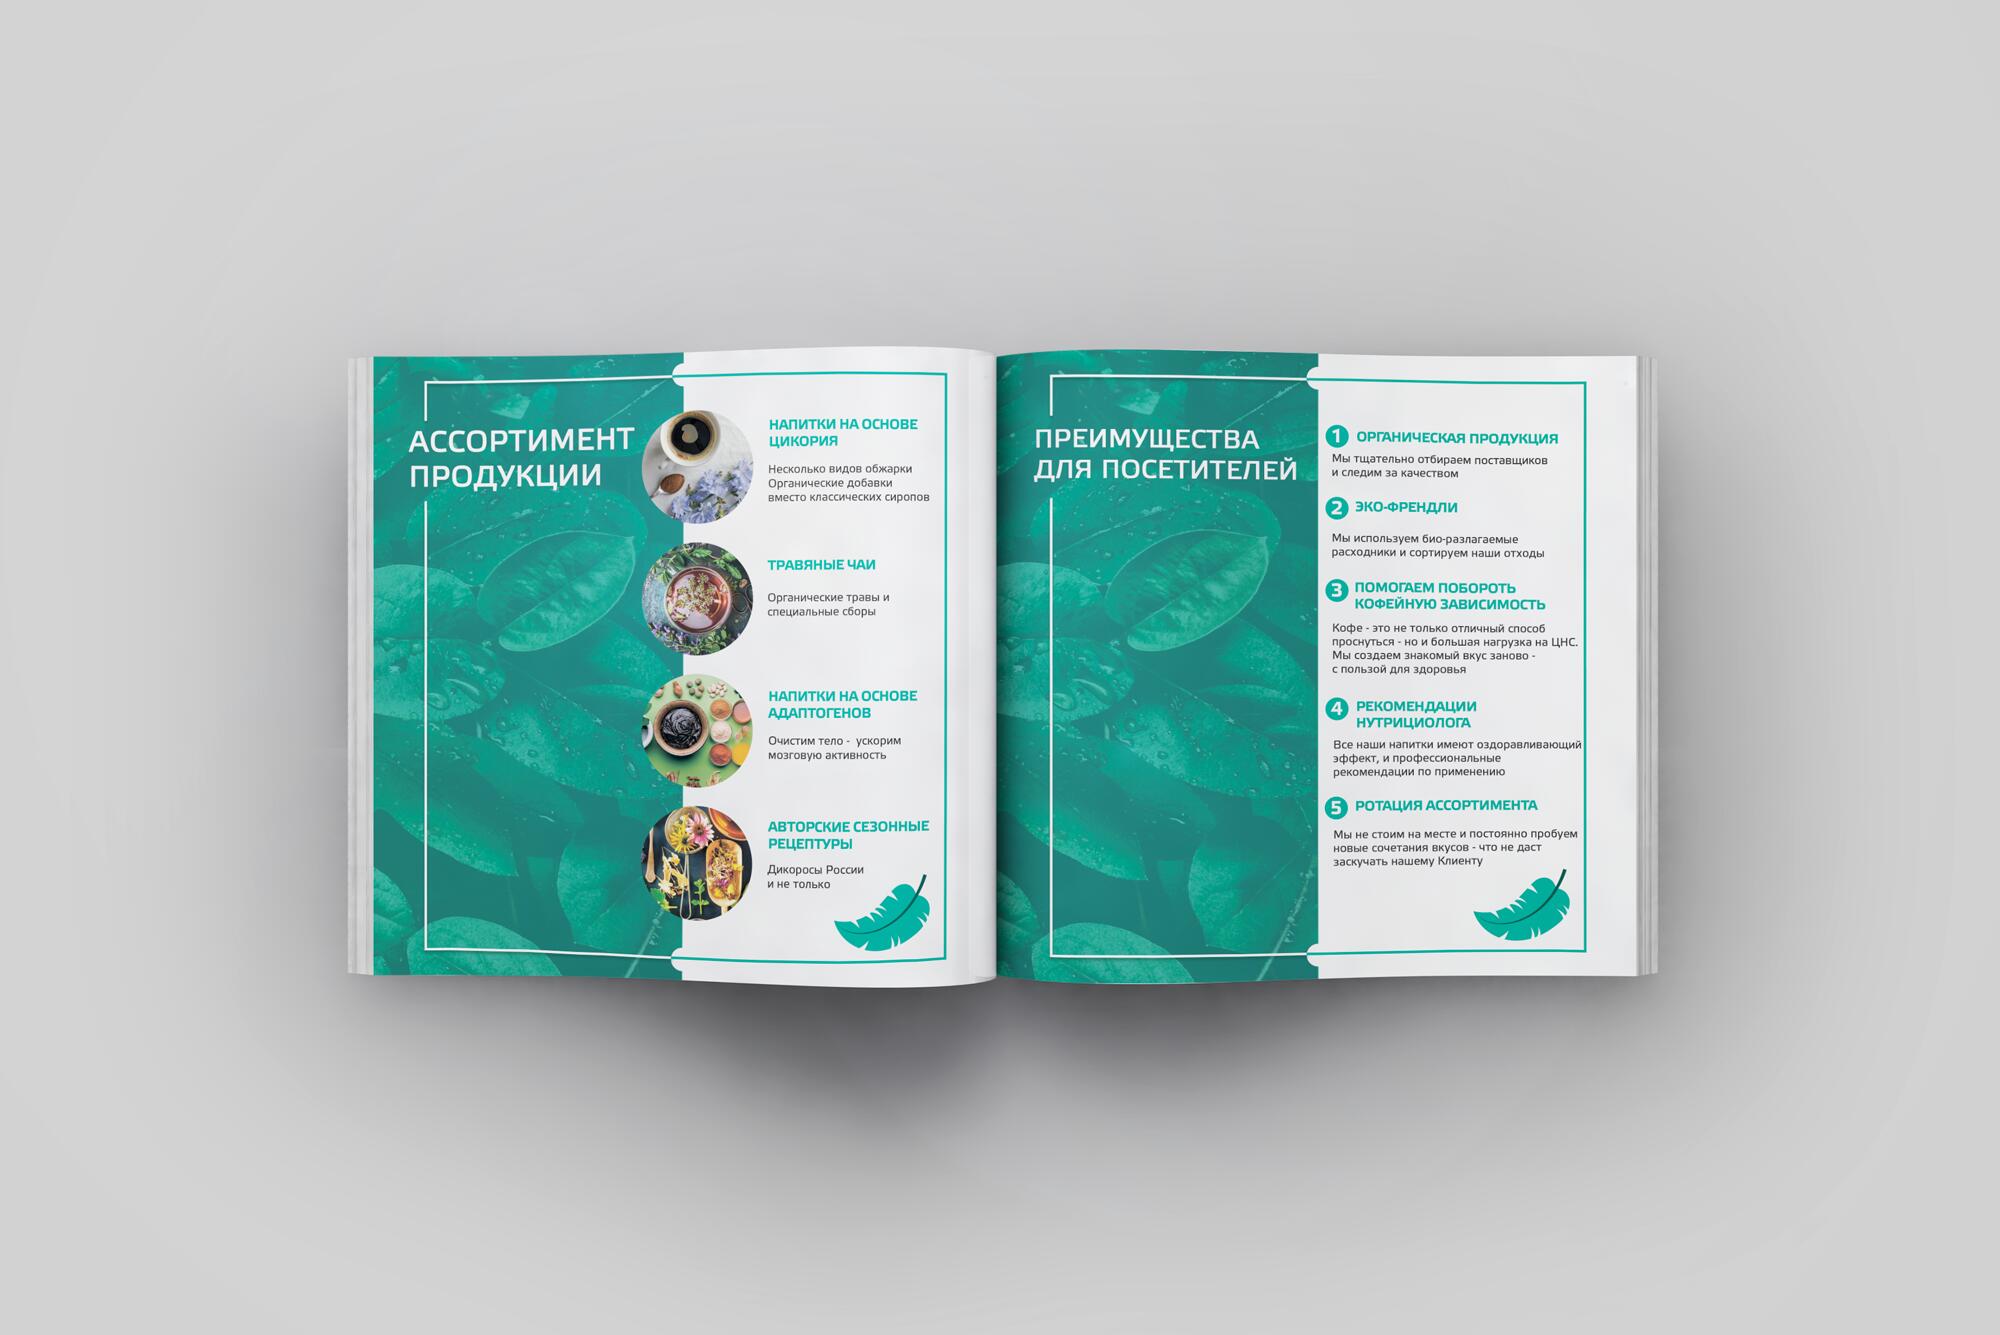 АССОРТИМЕНТ
ПРОДУКЦИИ
НАПИТКИ НА ОСНОВЕ
ЦИКОРИЯ
Несколько видов обжарки
Органические добавки
вместо классических сиропов
ТРАВЯНЫЕ ЧАИ
Органические травы и
специальные сборы
НАПИТКИ НА ОСНОВЕ
АДАПТОГЕНОВ
Очистим тело - ускорим
мозговую активность
АВТОРСКИЕ СЕЗОННЫЕ
РЕЦЕПТУРЫ
Дикоросы России
и не только
ПРЕИМУЩЕСТВА
ДЛЯ ПОСЕТИТЕЛЕЙ
1 ОРГАНИЧЕСКАЯ ПРОДУКЦИЯ
Мы тщательно отбираем поставщиков
и следим за качеством
2 ЭКО-ФРЕНДЛИ
Мы используем био-разлагаемые
расходники и сортируем наши отходы
3 ПОМОГАЕМ ПОБОРОТЬ
КОФЕЙНУЮ ЗАВИСИМОСТЬ
Кофе - это не только отличный способ
проснуться - но и большая нагрузка на ЦНС.
Мы создаем знакомый вкус заново -
с пользой для здоровья
4 РЕКОМЕНДАЦИИ
НУТРИЦИОЛОГА
Все наши напитки имеют оздоравливающий
эффект, и профессиональные
рекомендации по применению
5 РОТАЦИЯ АССОРТИМЕНТА
Мы не стоим на месте и постоянно пробуем
новые сочетания вкусов - что не даст
заскучать нашему Клиенту